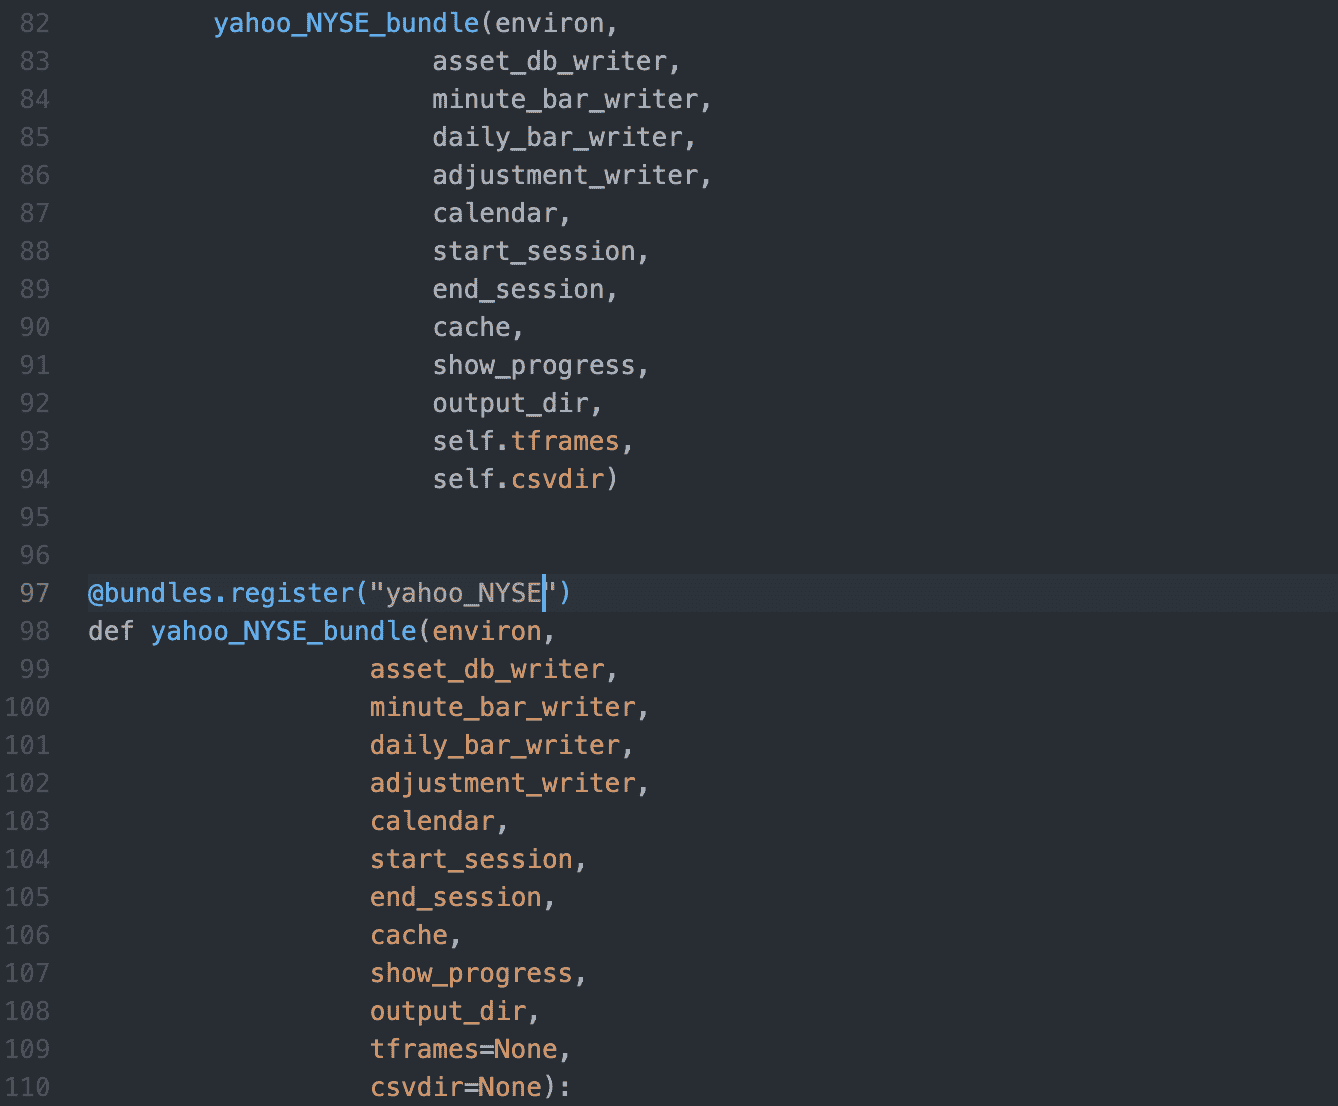 82 yahoo_NYSE_bundle(environ,
83 asset_db_writer,
84 minute_bar_writer,
85 daily_bar_writer,
86 adjustment_writer,
87 calendar,
88 start_session,
89 end_session,
90 cache,
91 show_progress,
92 output_dir,
93 self.tframes,
94 self.csvdir)
95
96
97 @bundles.register("yahoo_NYSE")
98 def yahoo_NYSE_bundle(environ,
99 asset_db_writer,
100 minute_bar_writer,
101 daily_bar_writer,
102 adjustment_writer,
103 calendar,
104 start_session,
105 end_session,
106 cache,
107 show_progress,
108 output_dir,
109 tframes=None,
110 csvdir=None):